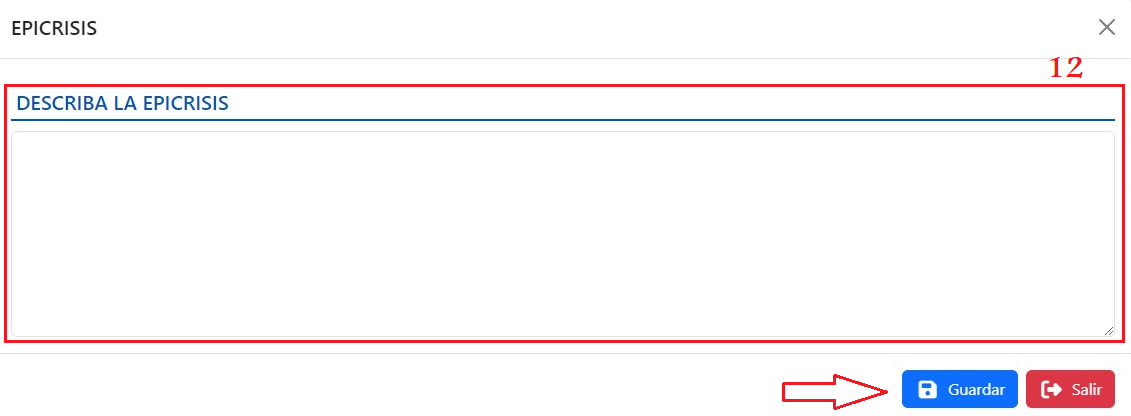 EPICRISIS
12
DESCRIBA LA EPICRISIS
Guardar
Salir